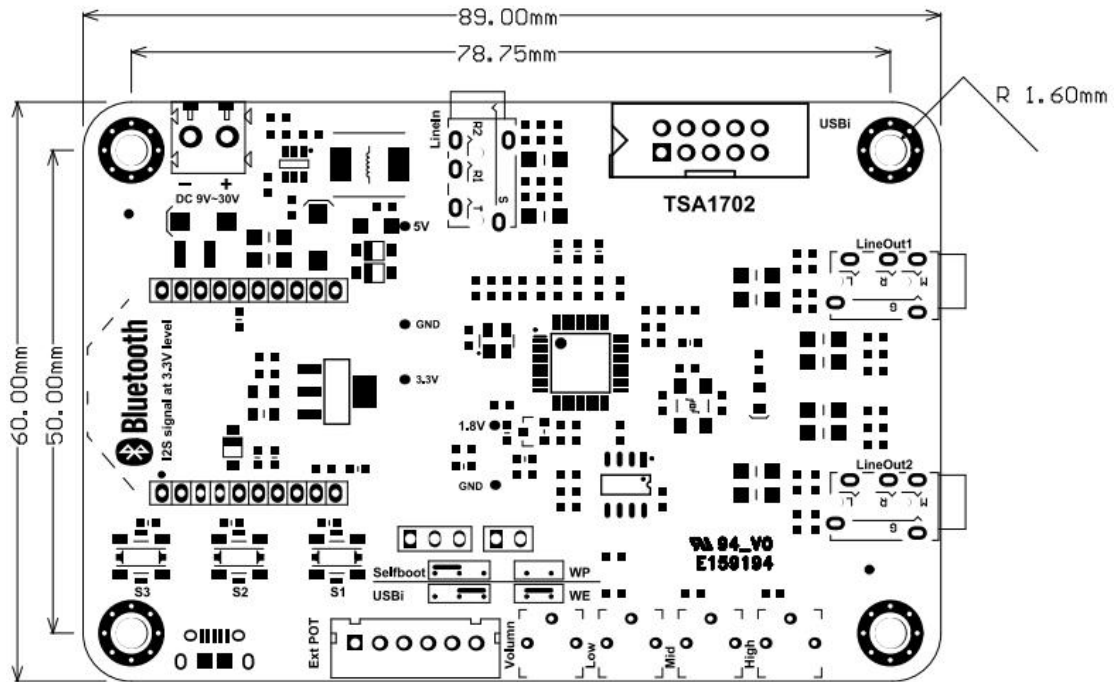 89.00mm
78.75mm
R 1.60mm
60.00mm
50.00mm
− +
DC 9V~30V
LineIn
R2
R1
T
S
USBi
TSA1702
5V
GND
3.3V
1.8V
GND
Bluetooth
I2S signal at 3.3V level
LineOut1
L R M
G
LineOut2
L R M
G
94_V0
E159194
S3
S2
S1
Selfboot
WP
USBi
WE
Ext POT
Volumn
Low
Mid
High